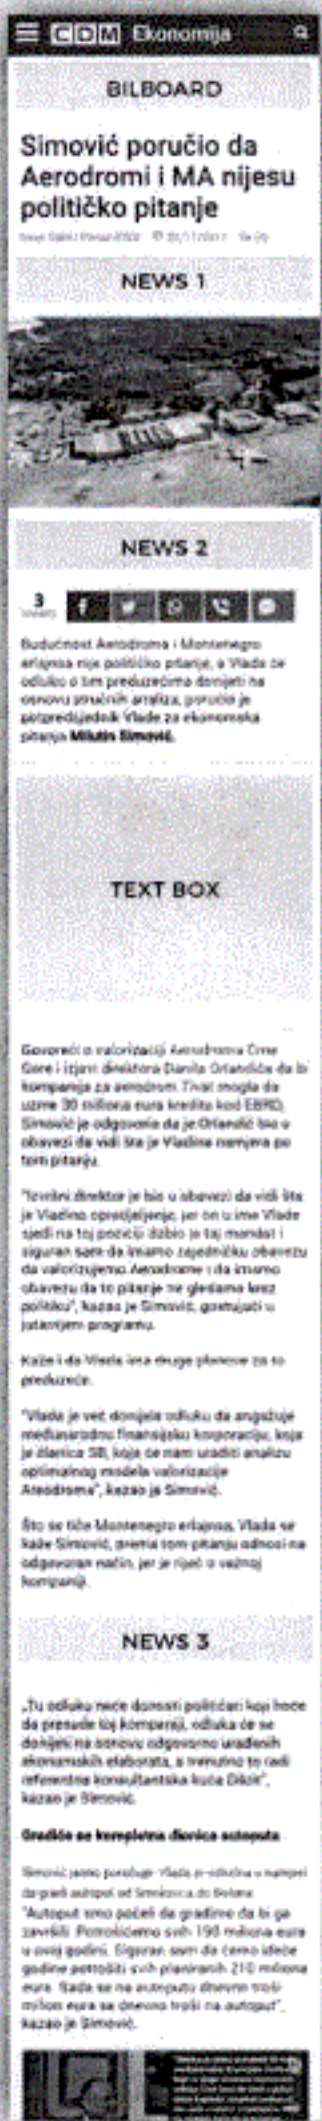 CDM Ekonomija
BILBOARD
Simović poručio da
Aerodromi i MA nijesu
političko pitanje
NEWS 1
NEWS 2
3
Budućnost Aerodroma i Montenegro
erlajnsa nije političko pitanje, a Vlada će
odluku o tim preduzećima donijeti na
osnovu stručnih analiza, poručio je
potpredsjednik Vlade za ekonomska
pitanja Milutin Simović.
TEXT BOX
Govoreći o valorizaciji Aerodroma Crne
Gore i izjavi direktora Danila Orlandića da bi
kompanija za aerodrom Tivat mogla da
uzme 30 miliona eura kredita kod EBRD,
Simović je odgovorio da je Orlandić bio u
obavezi da vidi šta je Vladina namjera po
tom pitanju.
"Izvršni direktor je bio u obavezi da vidi šta
je Vladino opredjeljenje, jer on u ime Vlade
sjedi na toj poziciji dobio je taj mandat i
siguran sam da imamo zajedničku obavezu
da valorizujemo Aerodrome i da imamo
obavezu da to pitanje ne gledamo kroz
politiku", kazao je Simović, gostujući u
jutarnjem programu.
Kaže i da Vlada ima druge planove za to
preduzeće.
"Vlada je već donijela odluku da angažuje
međunarodnu finansijsku korporaciju, koja
je članica SB, koja će nam uraditi analizu
optimalnog modela valorizacije
Aerodroma", kazao je Simović.
Što se tiče Montenegro erlajnsa, Vlada se
kaže Simović, prema tom pitanju odnosi na
odgovoran način, jer je riječ o važnoj
kompaniji.
NEWS 3
„Tu odluku neće donositi političari koji hoće
da presude toj kompaniji, odluka će se
donijeti na osnovu odgovorno urađenih
ekonomskih elaborata, a trenutno to radi
referentna konsultantska kuća
kazao je Simović.
Gradiće se kompletna dionica autoputa
Simović jasno poručuje Vlada je odlučna u namjeri
da gradi autoput od
"Autoput smo počeli da gradimo da bi ga
završili. Potrošićemo svih 190 miliona eura
u ovoj godini. Siguran sam da ćemo iduće
godine potrošiti svih planiranih 210 miliona
eura. Sada se na autoputu dnevno troši
milion eura se dnevno troši na autoput",
kazao je Simović.